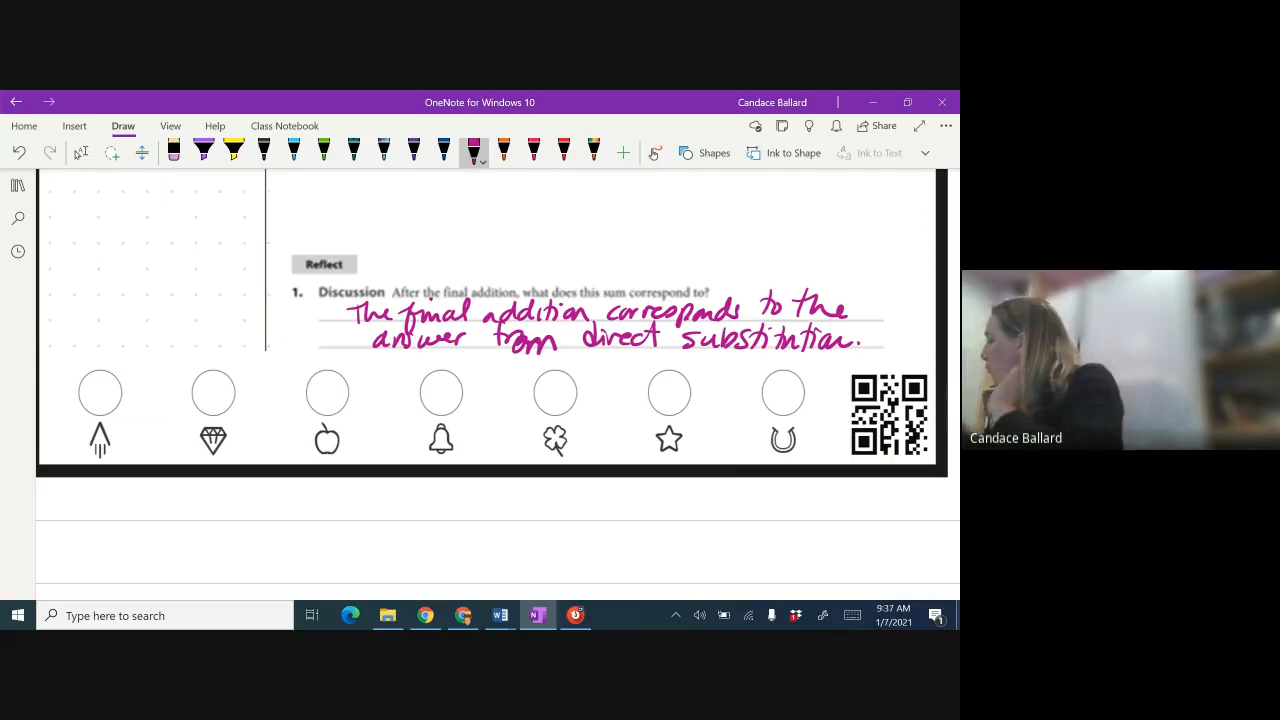 OneNote for Windows 10
Candace Ballard
Home Insert Draw View Help Class Notebook
Share
Shapes Ink to Shape Ink to Text
Reflect
1. Discussion After the final addition, what does this sum correspond to?
The final addition corresponds to the
answer from direct substitution.
Candace Ballard
Type here to search
9:37 AM
1/7/2021
1